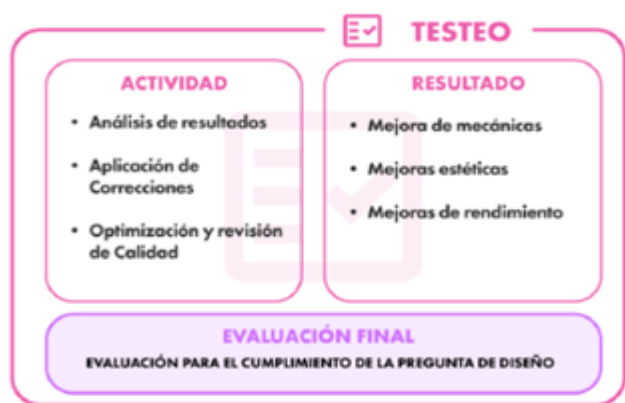 TESTEO
ACTIVIDAD
• Análisis de resultados
• Aplicación de
Correcciones
• Optimización y revisión
de Calidad
RESULTADO
• Mejora de mecánicas
• Mejoras estéticas
• Mejoras de rendimiento
EVALUACIÓN FINAL
EVALUACIÓN PARA EL CUMPLIMIENTO DE LA PREGUNTA DE DISEÑO